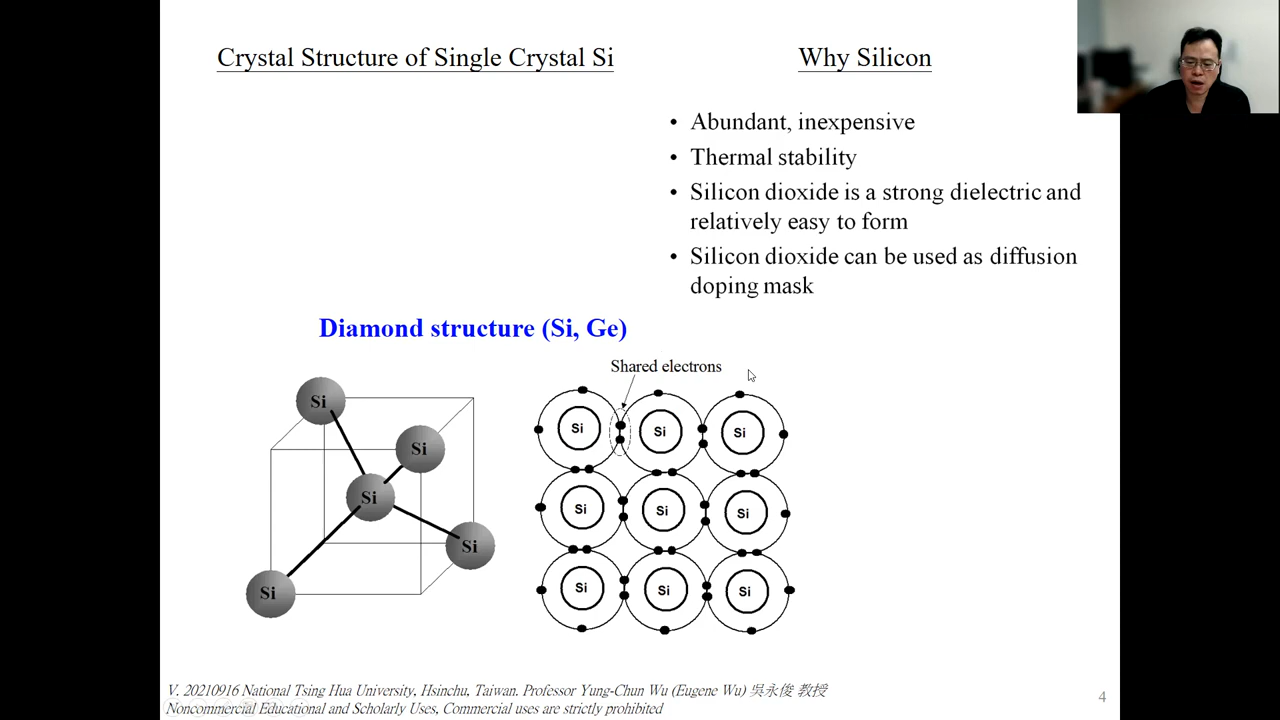 Crystal Structure of Single Crystal Si
Why Silicon
• Abundant, inexpensive
• Thermal stability
• Silicon dioxide is a strong dielectric and
relatively easy to form
• Silicon dioxide can be used as diffusion
doping mask
Diamond structure (Si, Ge)
Shared electrons
Si
Si
Si
Si
Si
Si Si Si
Si Si Si
Si Si Si
V. 20210916 National Tsing Hua University, Hsinchu, Taiwan. Professor Yung-Chun Wu (Eugene Wu) 吳永俊 教授
Noncommercial Educational and Scholarly Uses, Commercial uses are strictly prohibited
4